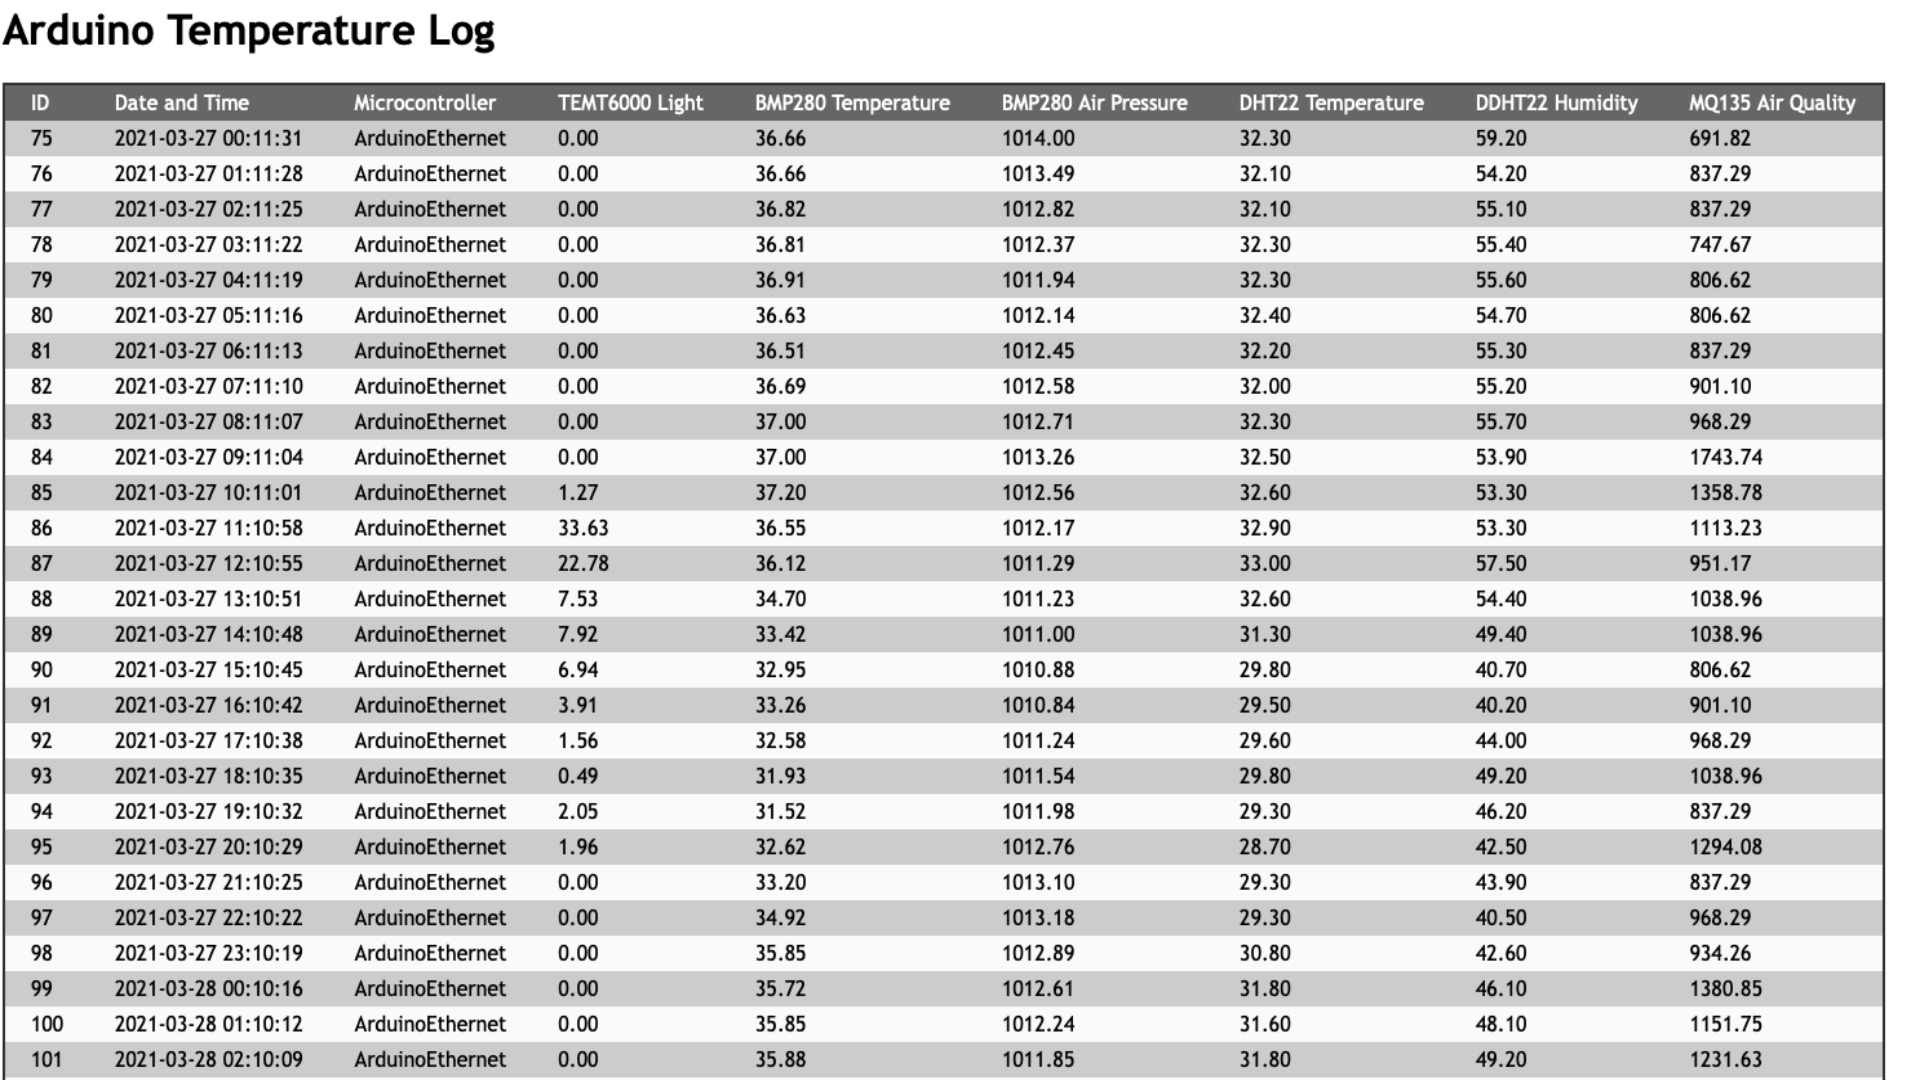 Arduino Temperature Log
ID Date and Time Microcontroller TEMT6000 Light BMP280 Temperature BMP280 Air Pressure DHT22 Temperature DDHT22 Humidity MQ135 Air Quality
75 2021-03-27 00:11:31 ArduinoEthernet 0.00 36.66 1014.00 32.30 59.20 691.82
76 2021-03-27 01:11:28 ArduinoEthernet 0.00 36.66 1013.49 32.10 54.20 837.29
77 2021-03-27 02:11:25 ArduinoEthernet 0.00 36.82 1012.82 32.10 55.10 837.29
78 2021-03-27 03:11:22 ArduinoEthernet 0.00 36.81 1012.37 32.30 55.40 747.67
79 2021-03-27 04:11:19 ArduinoEthernet 0.00 36.91 1011.94 32.30 55.60 806.62
80 2021-03-27 05:11:16 ArduinoEthernet 0.00 36.63 1012.14 32.40 54.70 806.62
81 2021-03-27 06:11:13 ArduinoEthernet 0.00 36.51 1012.45 32.20 55.30 837.29
82 2021-03-27 07:11:10 ArduinoEthernet 0.00 36.69 1012.58 32.00 55.20 901.10
83 2021-03-27 08:11:07 ArduinoEthernet 0.00 37.00 1012.71 32.30 55.70 968.29
84 2021-03-27 09:11:04 ArduinoEthernet 0.00 37.00 1013.26 32.50 53.90 1743.74
85 2021-03-27 10:11:01 ArduinoEthernet 1.27 37.20 1012.56 32.60 53.30 1358.78
86 2021-03-27 11:10:58 ArduinoEthernet 33.63 36.55 1012.17 32.90 53.30 1113.23
87 2021-03-27 12:10:55 ArduinoEthernet 22.78 36.12 1011.29 33.00 57.50 951.17
88 2021-03-27 13:10:51 ArduinoEthernet 7.53 34.70 1011.23 32.60 54.40 1038.96
89 2021-03-27 14:10:48 ArduinoEthernet 7.92 33.42 1011.00 31.30 49.40 1038.96
90 2021-03-27 15:10:45 ArduinoEthernet 6.94 32.95 1010.88 29.80 40.70 806.62
91 2021-03-27 16:10:42 ArduinoEthernet 3.91 33.26 1010.84 29.50 40.20 901.10
92 2021-03-27 17:10:38 ArduinoEthernet 1.56 32.58 1011.24 29.60 44.00 968.29
93 2021-03-27 18:10:35 ArduinoEthernet 0.49 31.93 1011.54 29.80 49.20 1038.96
94 2021-03-27 19:10:32 ArduinoEthernet 2.05 31.52 1011.98 29.30 46.20 837.29
95 2021-03-27 20:10:29 ArduinoEthernet 1.96 32.62 1012.76 28.70 42.50 1294.08
96 2021-03-27 21:10:25 ArduinoEthernet 0.00 33.20 1013.10 29.30 43.90 837.29
97 2021-03-27 22:10:22 ArduinoEthernet 0.00 34.92 1013.18 29.30 40.50 968.29
98 2021-03-27 23:10:19 ArduinoEthernet 0.00 35.85 1012.89 30.80 42.60 934.26
99 2021-03-28 00:10:16 ArduinoEthernet 0.00 35.72 1012.61 31.80 46.10 1380.85
100 2021-03-28 01:10:12 ArduinoEthernet 0.00 35.85 1012.24 31.60 48.10 1151.75
101 2021-03-28 02:10:09 ArduinoEthernet 0.00 35.88 1011.85 31.80 49.20 1231.63